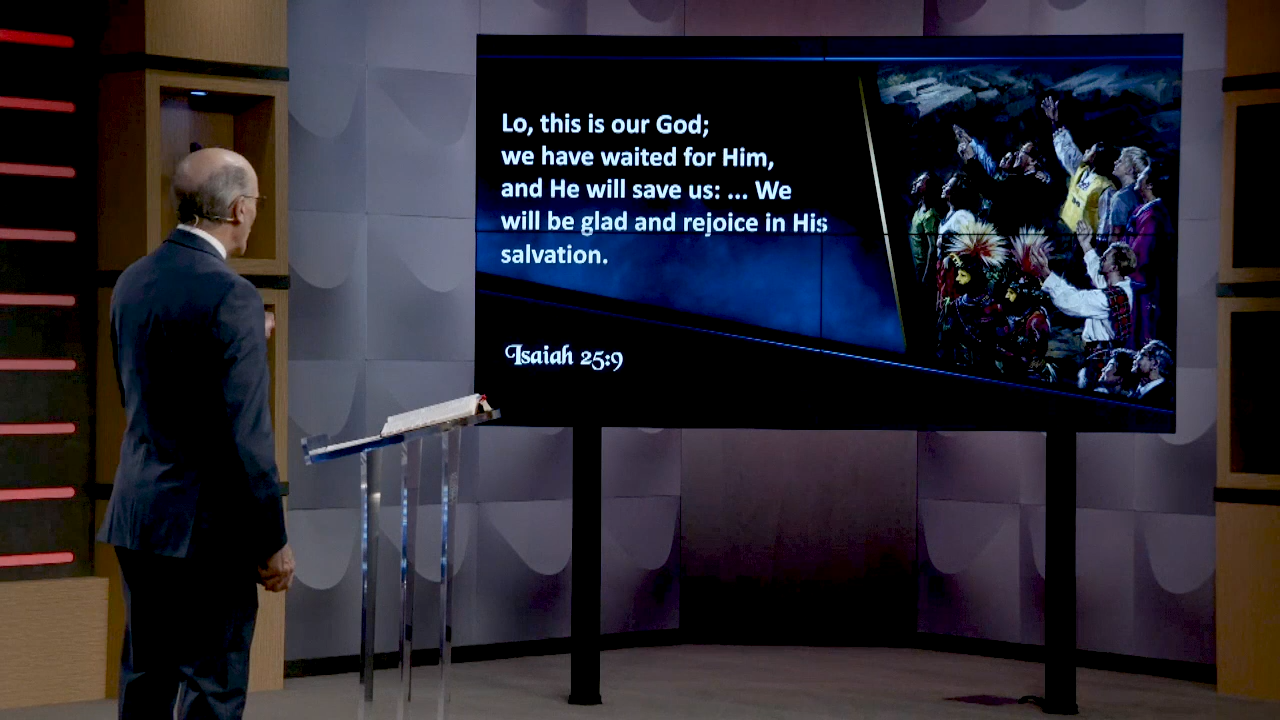 Lo, this is our God;
we have waited for Him,
and He will save us: ... We
will be glad and rejoice in His
salvation.
Isaiah 25:9